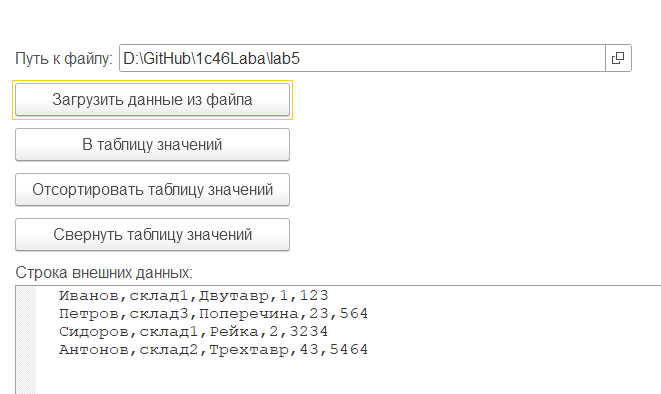 Путь к файлу: D:\GitHub\1c46Laba\lab5
Загрузить данные из файла
В таблицу значений
Отсортировать таблицу значений
Свернуть таблицу значений
Строка внешних данных:
Иванов,склад1,Двутавр,1,123
Петров,склад3,Поперечина,23,564
Сидоров,склад1,Рейка,2,3234
Антонов,склад2,Трехтавр,43,5464